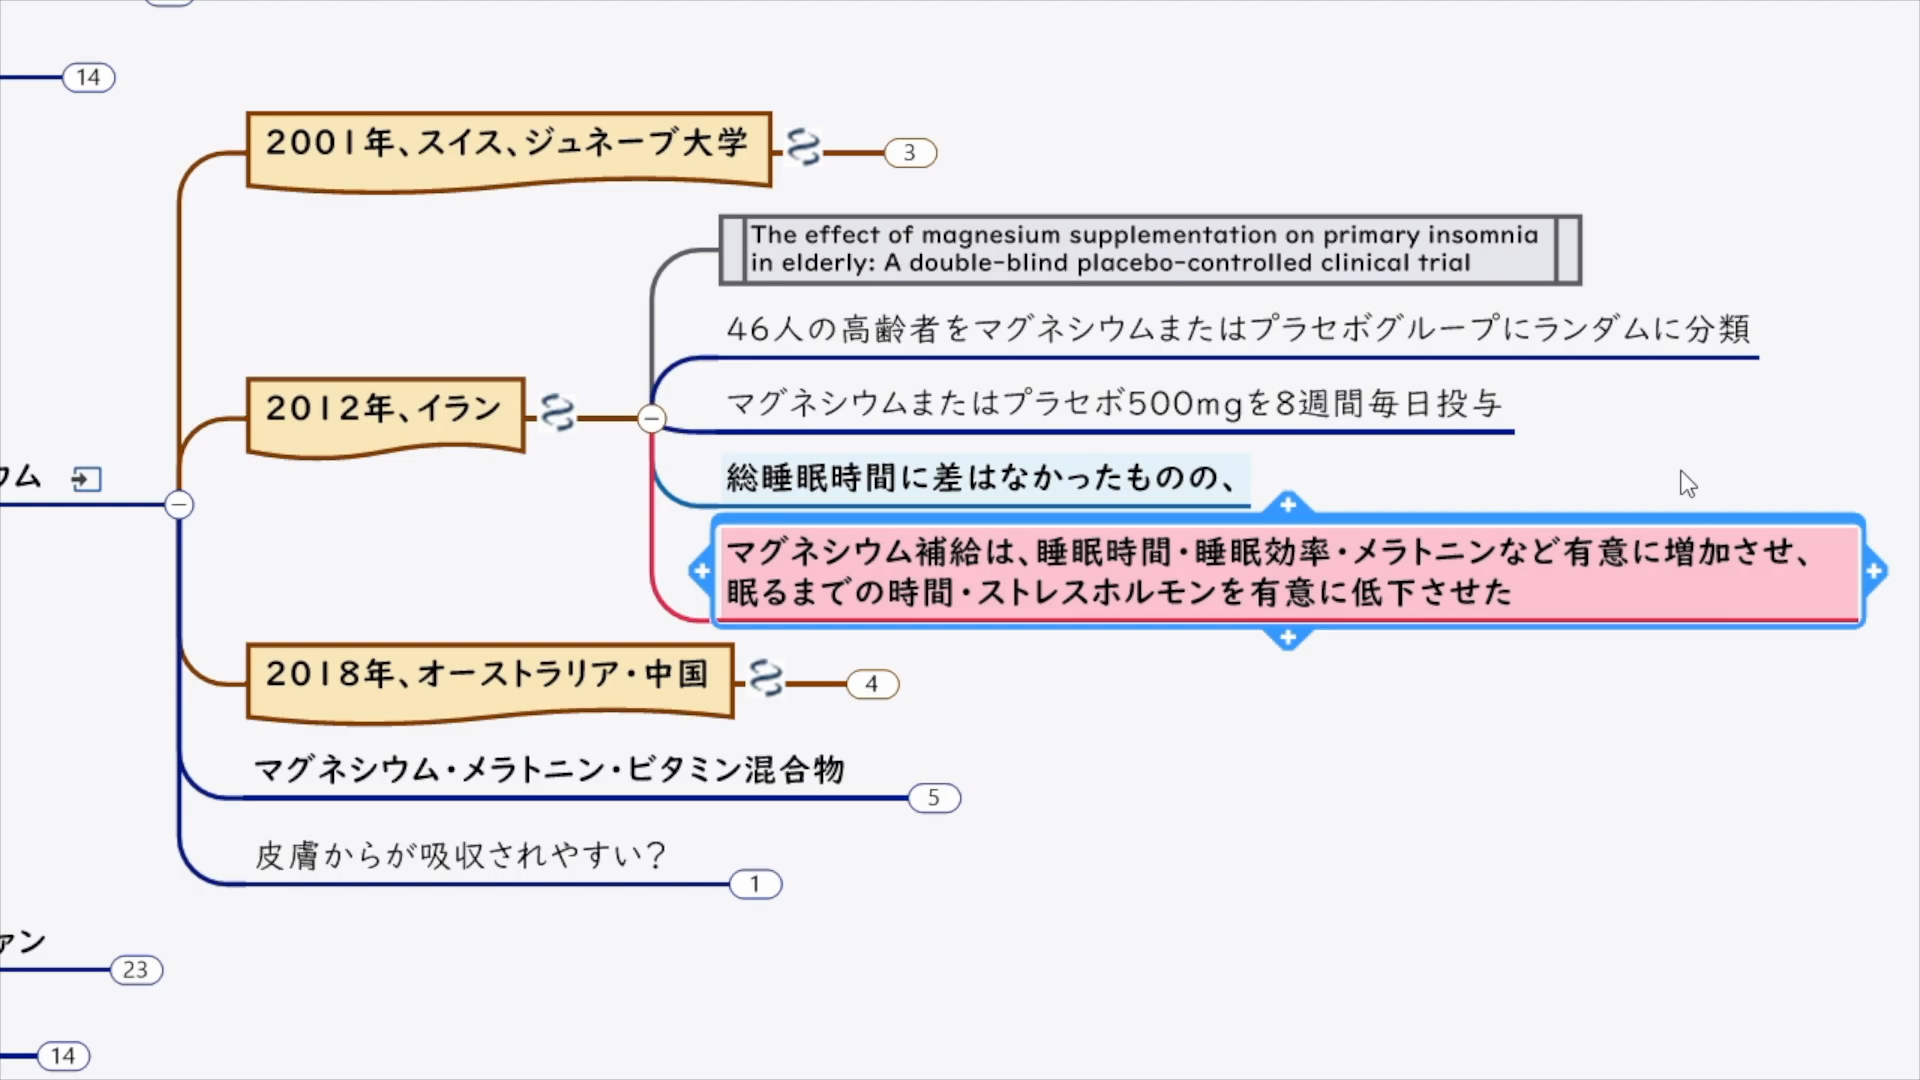 14
2001年、スイス、ジュネーブ大学
3
The effect of magnesium supplementation on primary insomnia
in elderly: A double-blind placebo-controlled clinical trial
46人の高齢者をマグネシウムまたはプラセボグループにランダムに分類
2012年、イラン
マグネシウムまたはプラセボ500mgを8週間毎日投与
ウム
総睡眠時間に差はなかったものの、
マグネシウム補給は、睡眠時間・睡眠効率・メラトニンなど有意に増加させ、
眠るまでの時間・ストレスホルモンを有意に低下させた
2018年、オーストラリア・中国
4
マグネシウム・メラトニン・ビタミン混合物
5
皮膚からが吸収されやすい？
1
ァン
23
14